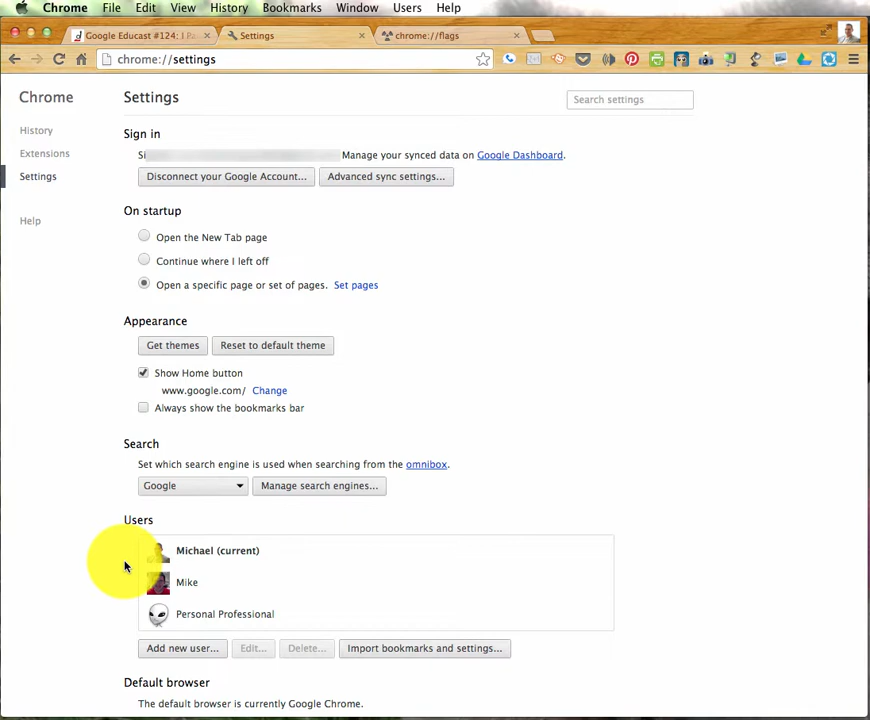 Chrome File Edit View History Bookmarks Window Users Help
Google Educast #124: I P
Settings
chrome://flags
chrome://settings
Chrome
Settings
Search settings
History
Extensions
Settings
Help
Sign in
Si
Manage your synced data on Google Dashboard.
Disconnect your Google Account... Advanced sync settings...
On startup
Open the New Tab page
Continue where I left off
Open a specific page or set of pages. Set pages
Appearance
Get themes Reset to default theme
Show Home button
www.google.com/ Change
Always show the bookmarks bar
Search
Set which search engine is used when searching from the omnibox.
Google Manage search engines...
Users
Michael (current)
Mike
Personal Professional
Add new user... Edit... Delete... Import bookmarks and settings...
Default browser
The default browser is currently Google Chrome.